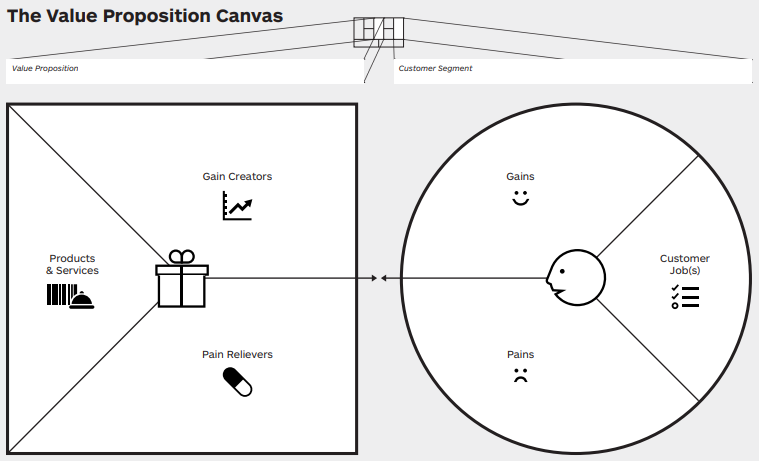 The Value Proposition Canvas
Value Proposition
Customer Segment
Gain Creators
Products
& Services
Pain Relievers
Gains
Customer
Job(s)
Pains